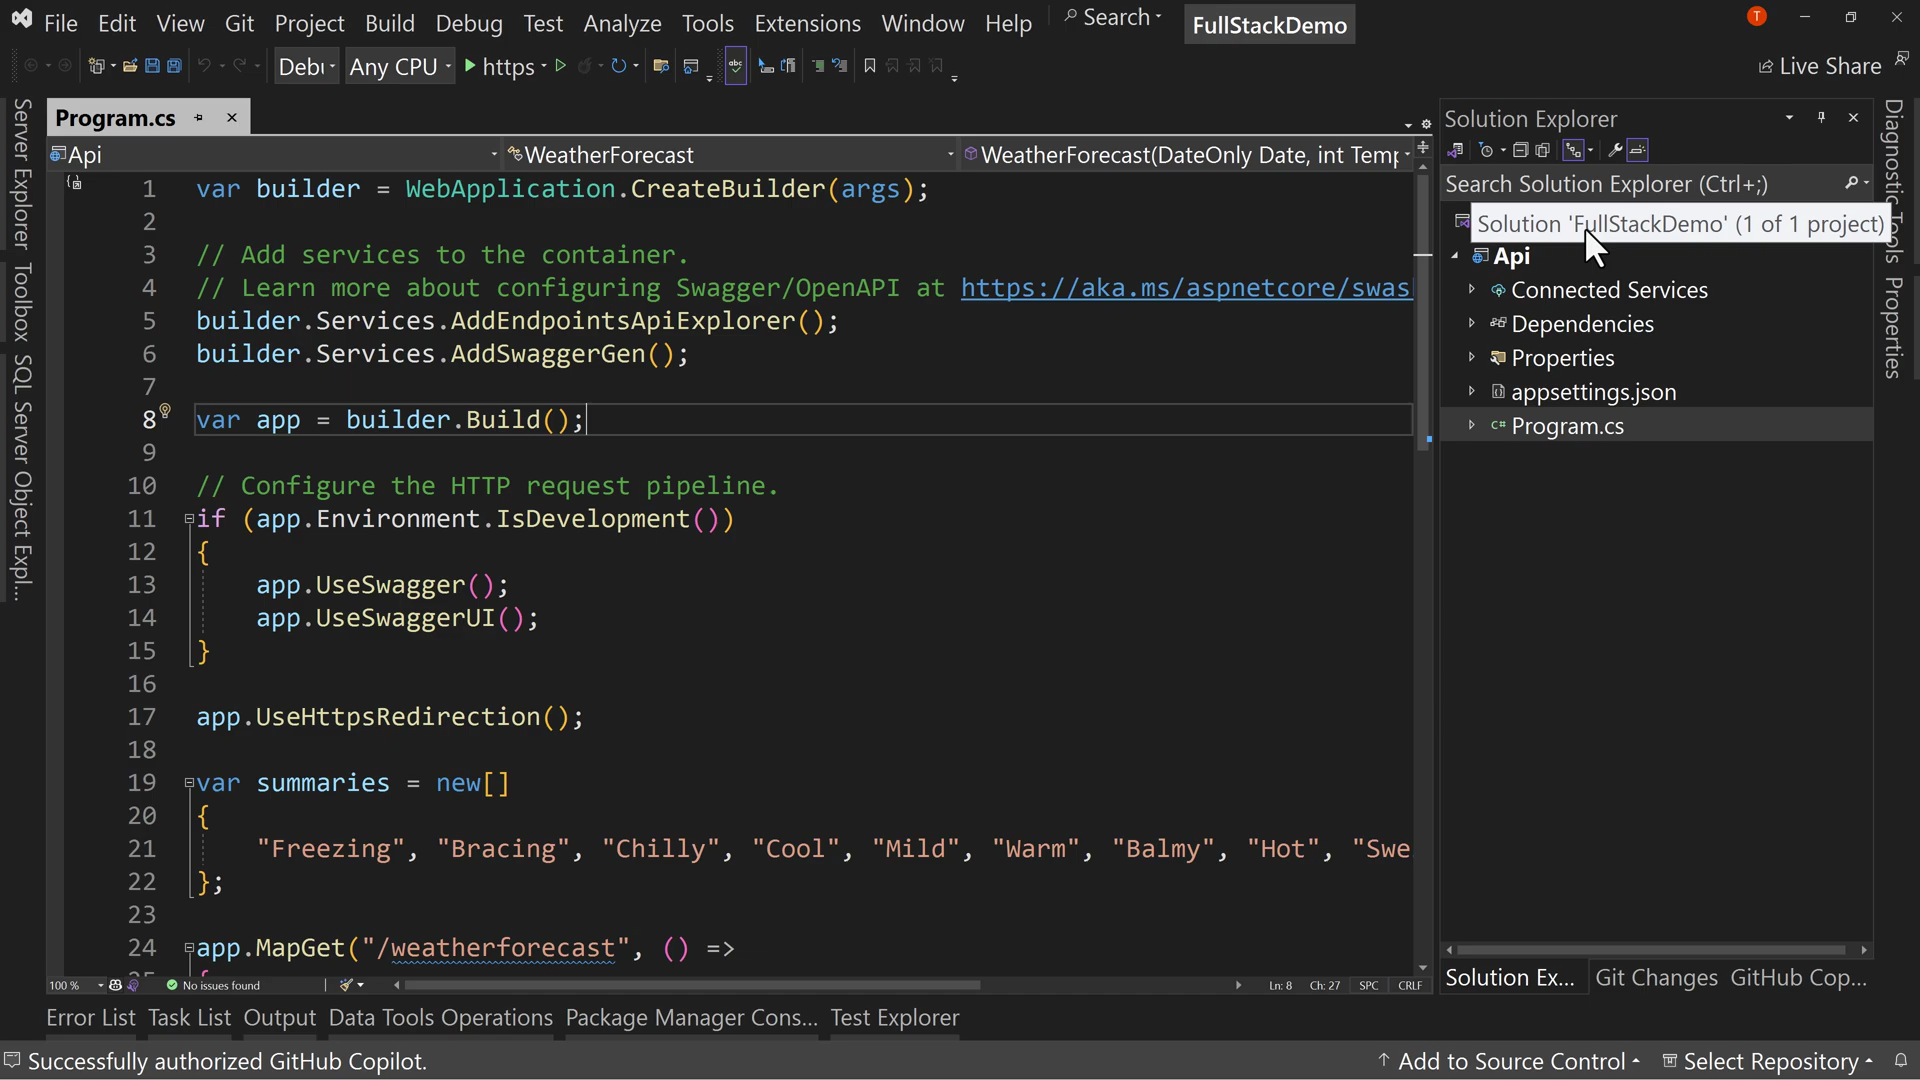 File Edit View Git Project Build Debug Test Analyze Tools Extensions Window Help Search FullStackDemo T
Debu Any CPU https Live Share
Server Explorer
Toolbox
SQL Server Object Expl...
Program.cs
Api WeatherForecast WeatherForecast(DateOnly Date, int Temp
1 var builder = WebApplication.CreateBuilder(args);
2
3 // Add services to the container.
4 // Learn more about configuring Swagger/OpenAPI at https://aka.ms/aspnetcore/swas
5 builder.Services.AddEndpointsApiExplorer();
6 builder.Services.AddSwaggerGen();
7
8 var app = builder.Build();
9
10 // Configure the HTTP request pipeline.
11 if (app.Environment.IsDevelopment())
12 {
13 app.UseSwagger();
14 app.UseSwaggerUI();
15 }
16
17 app.UseHttpsRedirection();
18
19 var summaries = new[]
20 {
21 "Freezing", "Bracing", "Chilly", "Cool", "Mild", "Warm", "Balmy", "Hot", "Swe
22 };
23
24 app.MapGet("/weatherforecast", () =>
100 % No issues found Ln: 8 Ch: 27 SPC CRLF
Solution Explorer
Search Solution Explorer (Ctrl+;)
Solution 'FullStackDemo' (1 of 1 project)
Api
Connected Services
Dependencies
Properties
appsettings.json
C# Program.cs
Solution Ex... Git Changes GitHub Cop...
Diagnostic Tools
Properties
Error List Task List Output Data Tools Operations Package Manager Cons... Test Explorer
Successfully authorized GitHub Copilot. Add to Source Control Select Repository